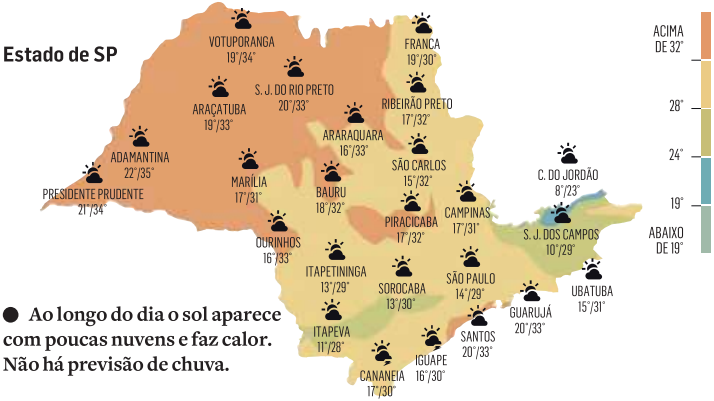 Estado de SP
VOTUPORANGA
19°/34°
FRANCA
19°/30°
S. J. DO RIO PRETO
20°/33°
RIBEIRÃO PRETO
17°/32°
ARAÇATUBA
19°/33°
ARARAQUARA
16°/33°
ADAMANTINA
22°/35°
SÃO CARLOS
15°/32°
C. DO JORDÃO
8°/23°
PRESIDENTE PRUDENTE
21°/34°
MARÍLIA
17°/31°
BAURU
18°/32°
PIRACICABA
17°/32°
CAMPINAS
17°/31°
S. J. DOS CAMPOS
10°/29°
OURINHOS
16°/33°
ITAPETININGA
13°/29°
SOROCABA
13°/30°
SÃO PAULO
14°/29°
UBATUBA
15°/31°
GUARUJÁ
20°/33°
ITAPEVA
11°/28°
SANTOS
20°/33°
IGUAPE
16°/30°
CANANEIA
17°/30°
ACIMA
DE 32°
28°
24°
19°
ABAIXO
DE 19°
● Ao longo do dia o sol aparece
com poucas nuvens e faz calor.
Não há previsão de chuva.